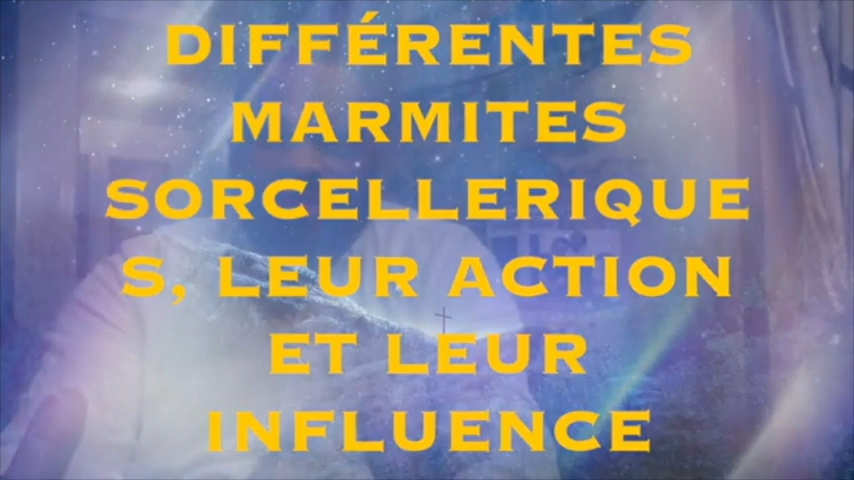 DIFFÉRENTES
MARMITES
SORCELLERIQUE
S, LEUR ACTION
ET LEUR
INFLUENCE